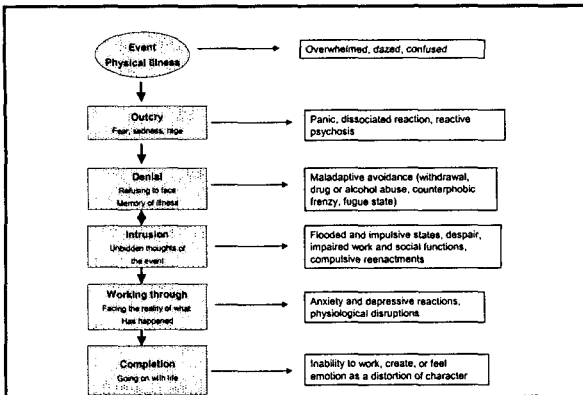 Event
Physical illness
Overwhelmed, dazed, confused
Outcry
Fear, sadness, rage
Panic, dissociated reaction, reactive
psychosis
Denial
Refusing to face
Memory of illness
Maladaptive avoidance (withdrawal,
drug or alcohol abuse, counterphobic
frenzy, fugue state)
Intrusion
Unbidden thoughts of
the event
Flooded and impulsive states, despair,
impaired work and social functions,
compulsive reenactments
Working through
Facing the reality of what
Has happened
Anxiety and depressive reactions,
physiological disruptions
Completion
Going on with life
Inability to work, create, or feel
emotion as a distortion of character